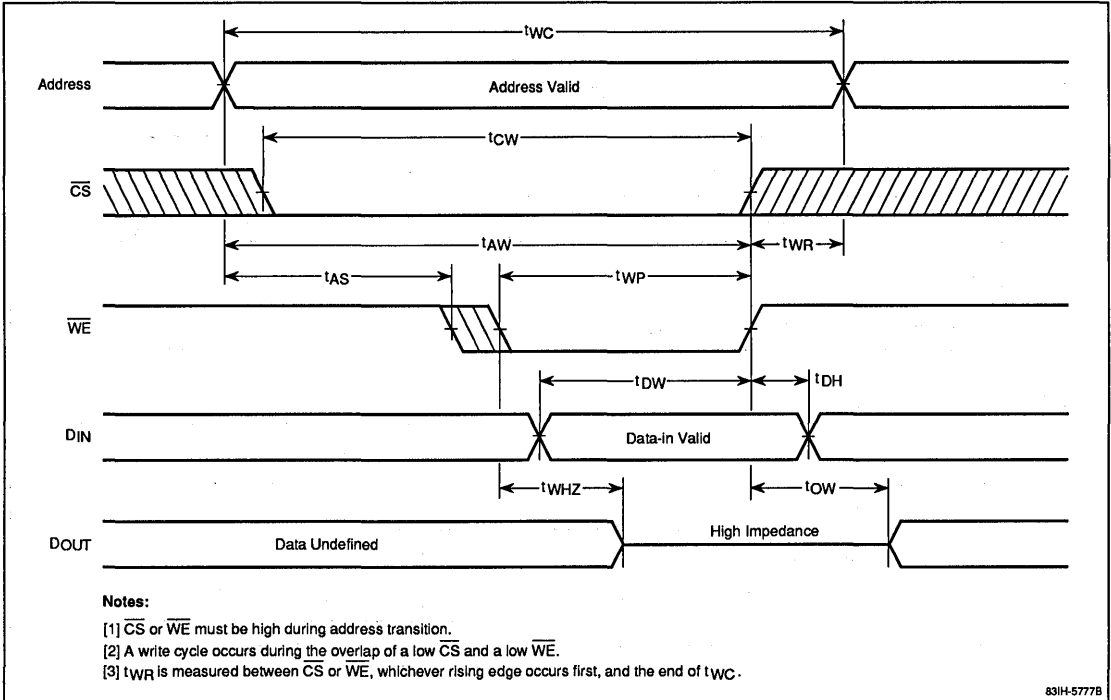 tWC
Address
Address Valid
tCW
CS
tAW
tWR
tAS
tWP
WE
tDW
tDH
DIN
Data-in Valid
tWHZ
tOW
DOUT
Data Undefined
High Impedance
Notes:
[1] CS or WE must be high during address transition.
[2] A write cycle occurs during the overlap of a low CS and a low WE.
[3] tWR is measured between CS or WE, whichever rising edge occurs first, and the end of tWC.
83IH-5777B